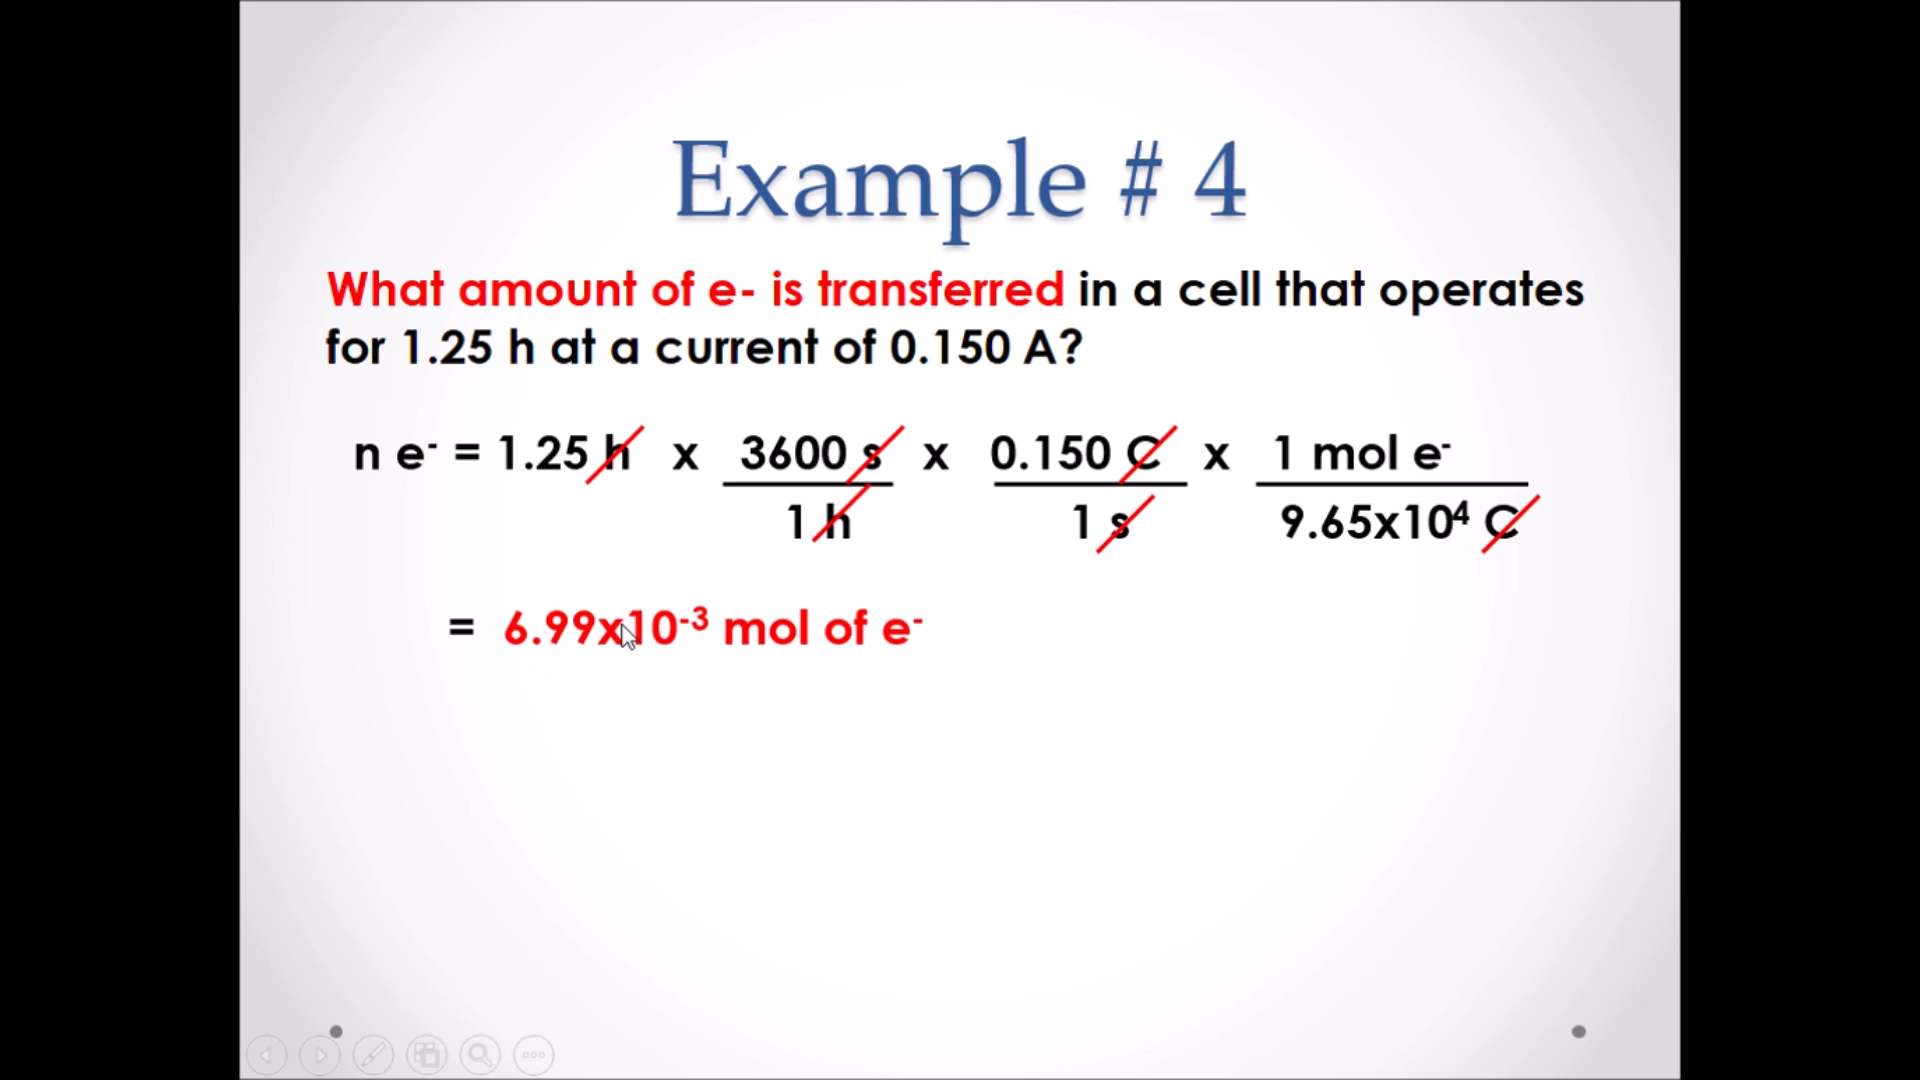 Example # 4
What amount of e- is transferred in a cell that operates
for 1.25 h at a current of 0.150 A?
n e⁻ = 1.25 h x 3600 s x 0.150 C x 1 mol e⁻
1 h 1 s 9.65x10⁴ C
= 6.99x10⁻³ mol of e⁻